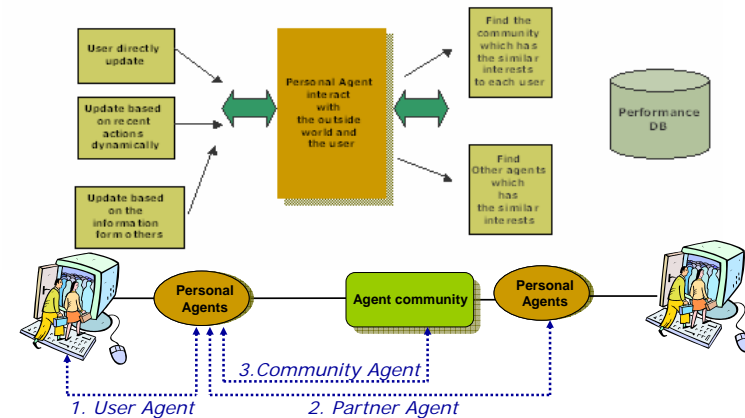 User directly
update
Update based
on recent
actions
dynamically
Update based
on the
information
form others
Personal Agent
interact
with
the outside
world and
the user
Find the
community
which has
the similar
interests
to each user
Find
Other agents
which
has
the similar
interests
Performance
DB
Personal
Agents
Agent community
Personal
Agents
3.Community Agent
1. User Agent
2. Partner Agent